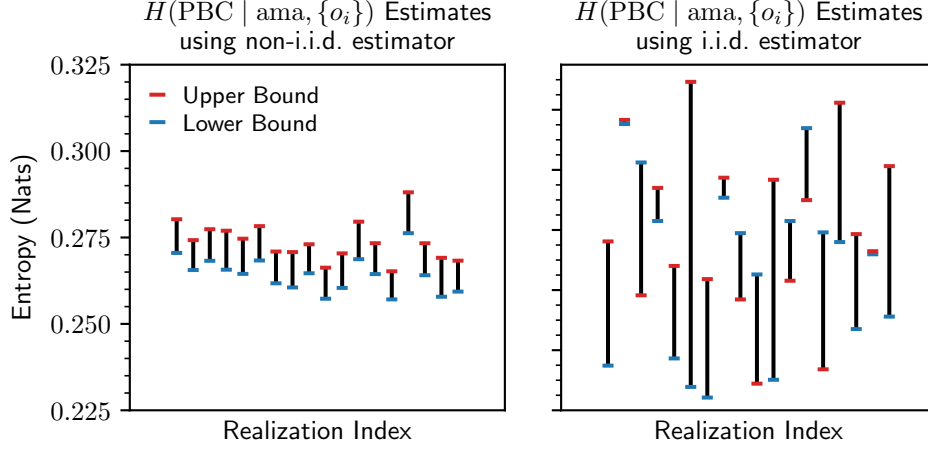 H(PBC | ama, {o_i}) Estimates
using non-i.i.d. estimator
H(PBC | ama, {o_i}) Estimates
using i.i.d. estimator
Entropy (Nats)
0.325
0.300
0.275
0.250
0.225
Upper Bound
Lower Bound
Realization Index
Realization Index